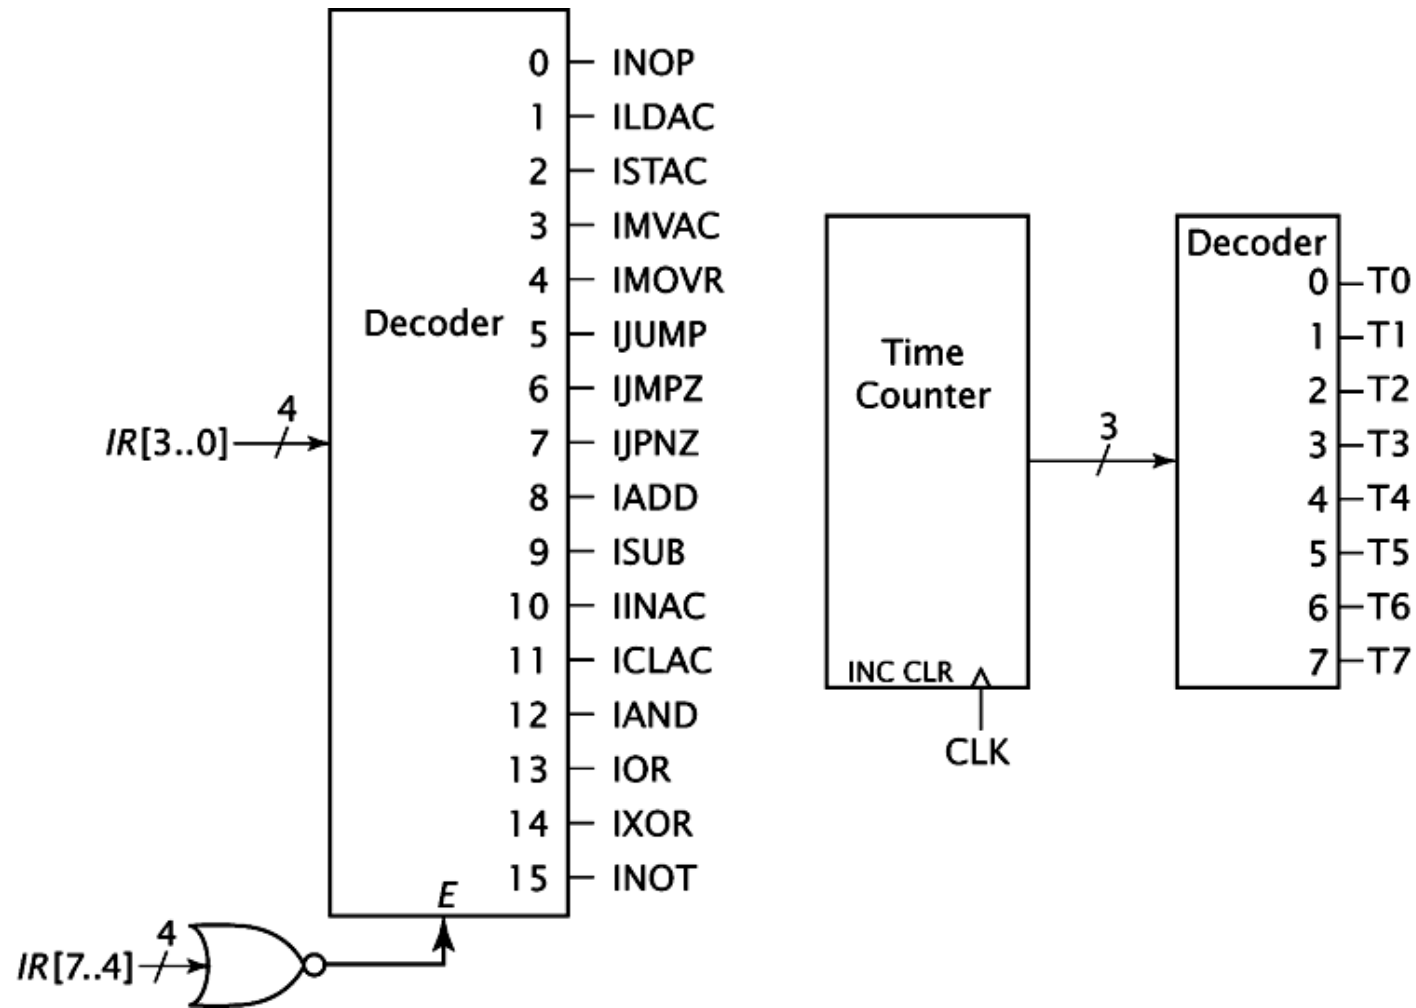 0 INOP
1 ILDAC
2 ISTAC
3 IMVAC
4 IMOVR
Decoder
5 IJUMP
6 IJMPZ
7 IJPNZ
8 IADD
9 ISUB
10 IINAC
11 ICLAC
12 IAND
13 IOR
14 IXOR
15 INOT
E
4
IR[3..0]
4
IR[7..4]
Time
Counter
INC CLR
CLK
3
Decoder
0 T0
1 T1
2 T2
3 T3
4 T4
5 T5
6 T6
7 T7